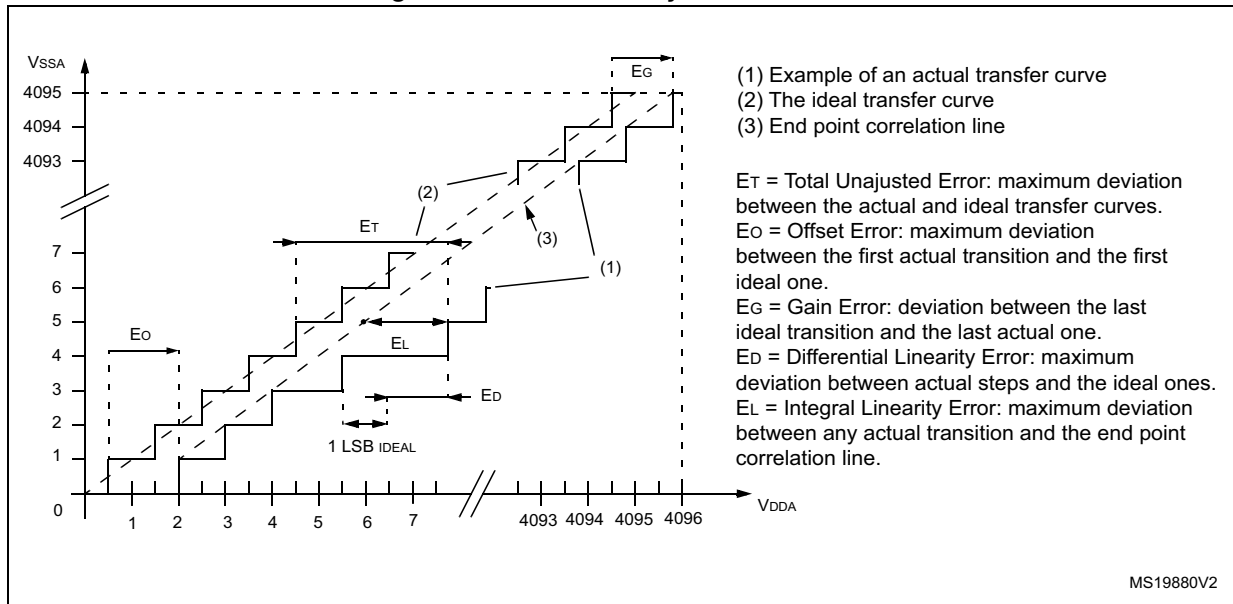 VSSA
EG
4095
4094
4093
(2)
ET
(3)
(1)
7
6
5
4
3
2
1
0
EO
EL
ED
1 LSB IDEAL
1 2 3 4 5 6 7 4093 4094 4095 4096
VDDA
(1) Example of an actual transfer curve
(2) The ideal transfer curve
(3) End point correlation line
ET = Total Unajusted Error: maximum deviation
between the actual and ideal transfer curves.
EO = Offset Error: maximum deviation
between the first actual transition and the first
ideal one.
EG = Gain Error: deviation between the last
ideal transition and the last actual one.
ED = Differential Linearity Error: maximum
deviation between actual steps and the ideal ones.
EL = Integral Linearity Error: maximum deviation
between any actual transition and the end point
correlation line.
MS19880V2